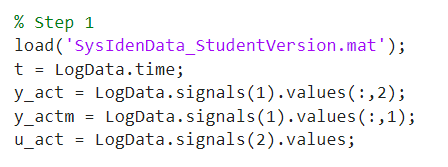 % Step 1
load('SysIdenData_StudentVersion.mat');
t = LogData.time;
y_act = LogData.signals(1).values(:,2);
y_actm = LogData.signals(1).values(:,1);
u_act = LogData.signals(2).values;